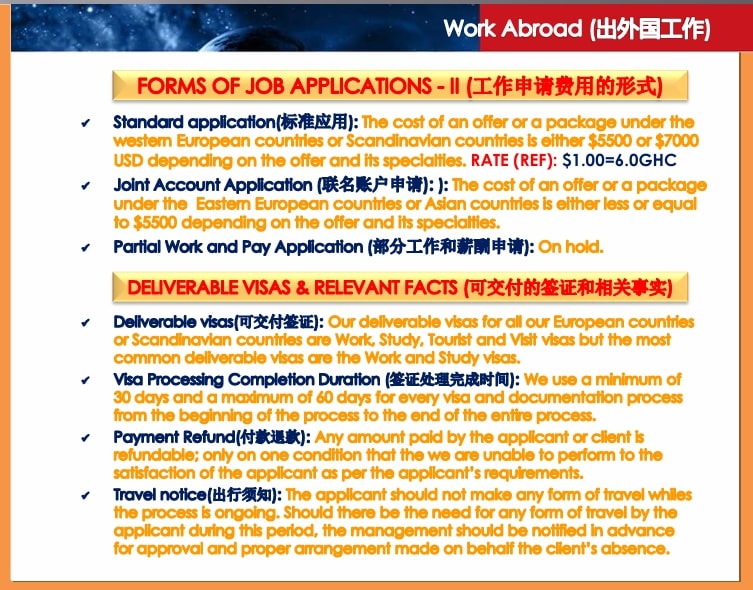 Work Abroad (出外国工作)
FORMS OF JOB APPLICATIONS - II (工作申请费用的形式)
✔ Standard application(标准应用): The cost of an offer or a package under the
western European countries or Scandinavian countries is either $5500 or $7000
USD depending on the offer and its specialties. RATE (REF): $1.00=6.0GHC
✔ Joint Account Application (联名账户申请): ): The cost of an offer or a package
under the Eastern European countries or Asian countries is either less or equal
to $5500 depending on the offer and its specialties.
✔ Partial Work and Pay Application (部分工作和薪酬申请): On hold.
DELIVERABLE VISAS & RELEVANT FACTS (可交付的签证和相关事实)
✔ Deliverable visas(可交付签证): Our deliverable visas for all our European countries
or Scandinavian countries are Work, Study, Tourist and Visit visas but the most
common deliverable visas are the Work and Study visas.
✔ Visa Processing Completion Duration (签证处理完成时间): We use a minimum of
30 days and a maximum of 60 days for every visa and documentation process
from the beginning of the process to the end of the entire process.
✔ Payment Refund(付款退款): Any amount paid by the applicant or client is
refundable; only on one condition that the we are unable to perform to the
satisfaction of the applicant as per the applicant's requirements.
✔ Travel notice(出行须知): The applicant should not make any form of travel whiles
the process is ongoing. Should there be the need for any form of travel by the
applicant during this period, the management should be notified in advance
for approval and proper arrangement made on behalf the client's absence.